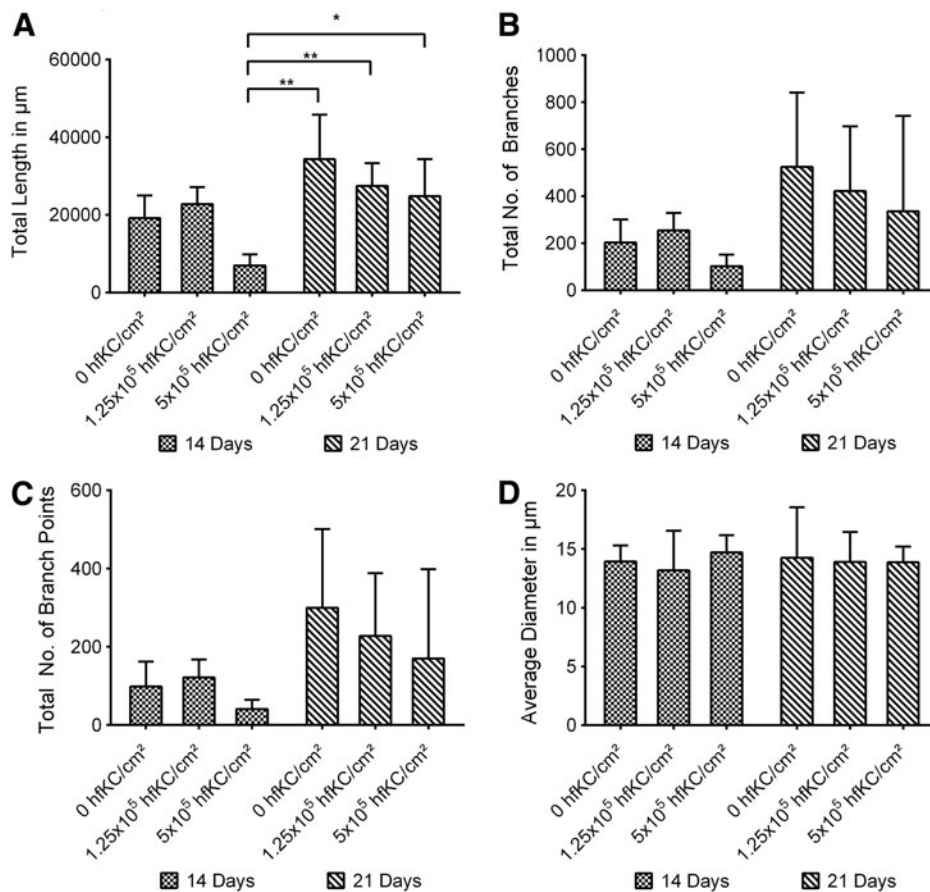 A
Total Length in µm
60000
40000
20000
0
*
**
**
0 hfKC/cm²
1.25x10⁵ hfKC/cm²
5x10⁵ hfKC/cm²
0 hfKC/cm²
1.25x10⁵ hfKC/cm²
5x10⁵ hfKC/cm²
14 Days
21 Days
B
Total No. of Branches
1000
800
600
400
200
0
0 hfKC/cm²
1.25x10⁵ hfKC/cm²
5x10⁵ hfKC/cm²
0 hfKC/cm²
1.25x10⁵ hfKC/cm²
5x10⁵ hfKC/cm²
14 Days
21 Days
C
Total No. of Branch Points
600
400
200
0
0 hfKC/cm²
1.25x10⁵ hfKC/cm²
5x10⁵ hfKC/cm²
0 hfKC/cm²
1.25x10⁵ hfKC/cm²
5x10⁵ hfKC/cm²
14 Days
21 Days
D
Average Diameter in µm
20
15
10
5
0
0 hfKC/cm²
1.25x10⁵ hfKC/cm²
5x10⁵ hfKC/cm²
0 hfKC/cm²
1.25x10⁵ hfKC/cm²
5x10⁵ hfKC/cm²
14 Days
21 Days